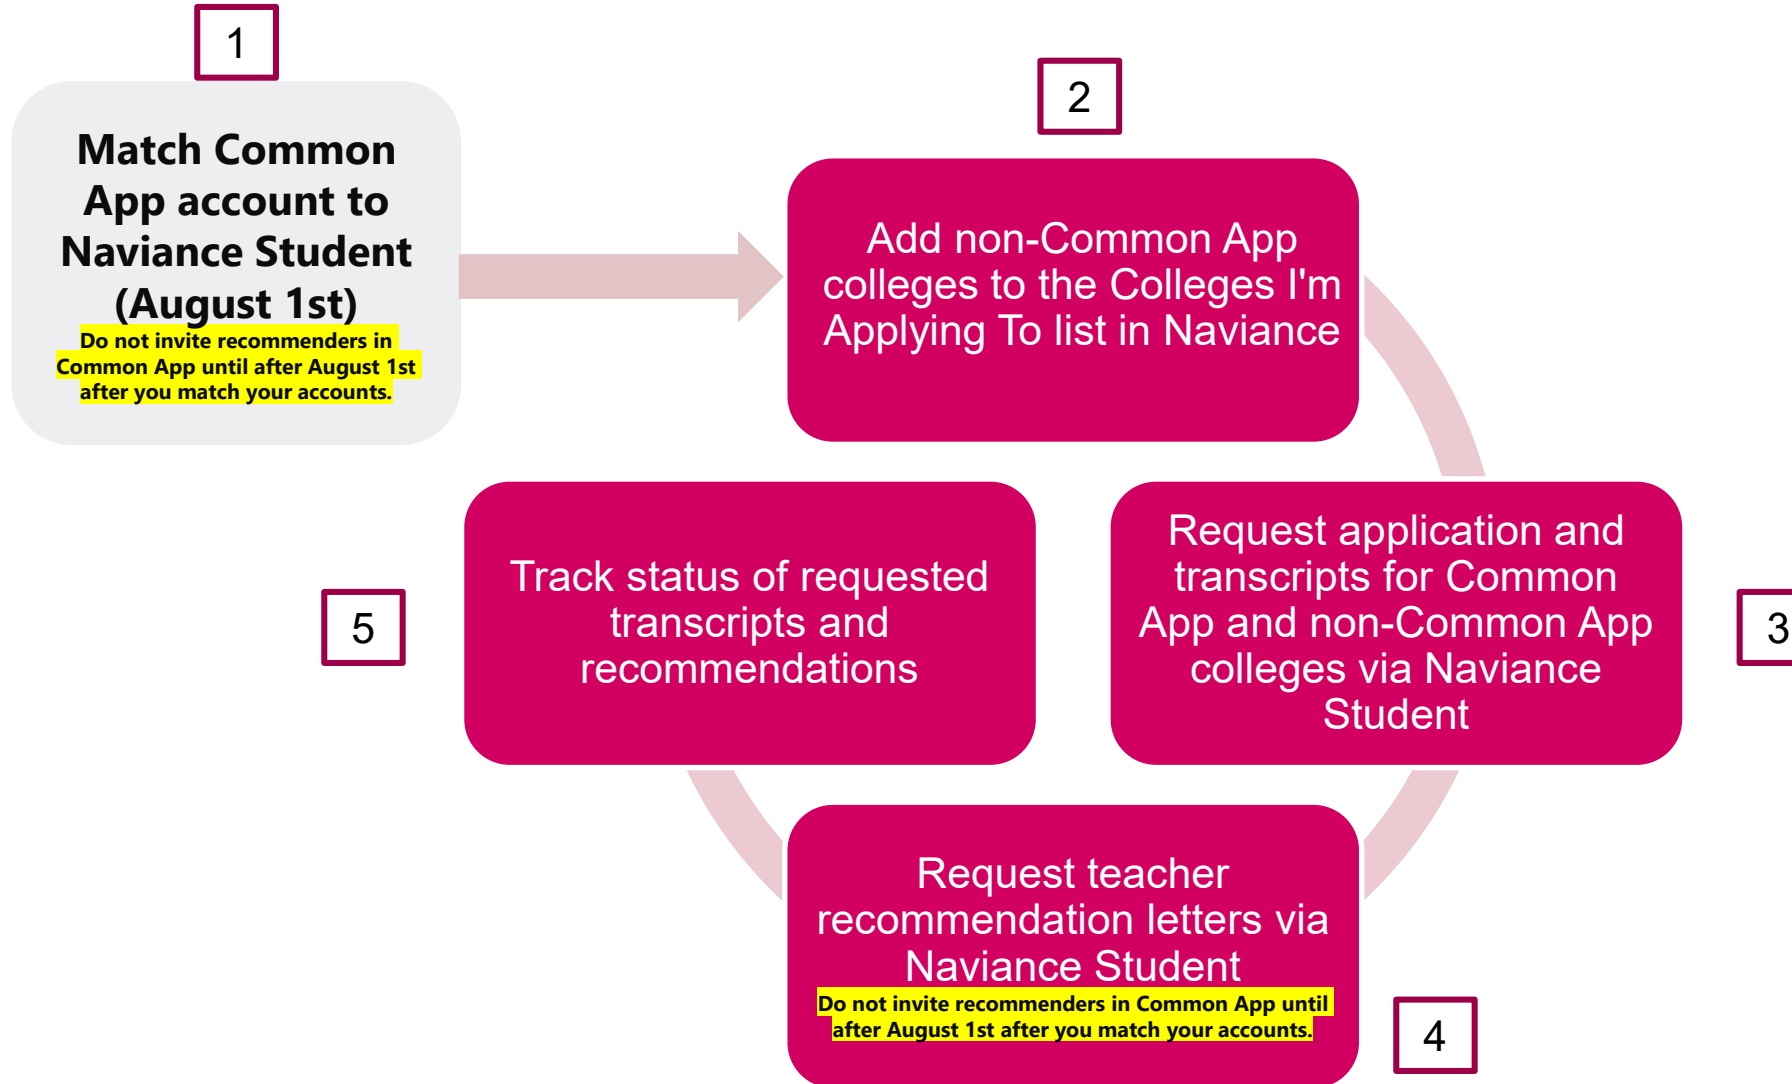 1
Match Common
App account to
Naviance Student
(August 1st)
Do not invite recommenders in
Common App until after August 1st
after you match your accounts.
2
Add non-Common App
colleges to the Colleges I'm
Applying To list in Naviance
3
Request application and
transcripts for Common
App and non-Common App
colleges via Naviance
Student
4
Request teacher
recommendation letters via
Naviance Student
Do not invite recommenders in Common App until
after August 1st after you match your accounts.
5
Track status of requested
transcripts and
recommendations